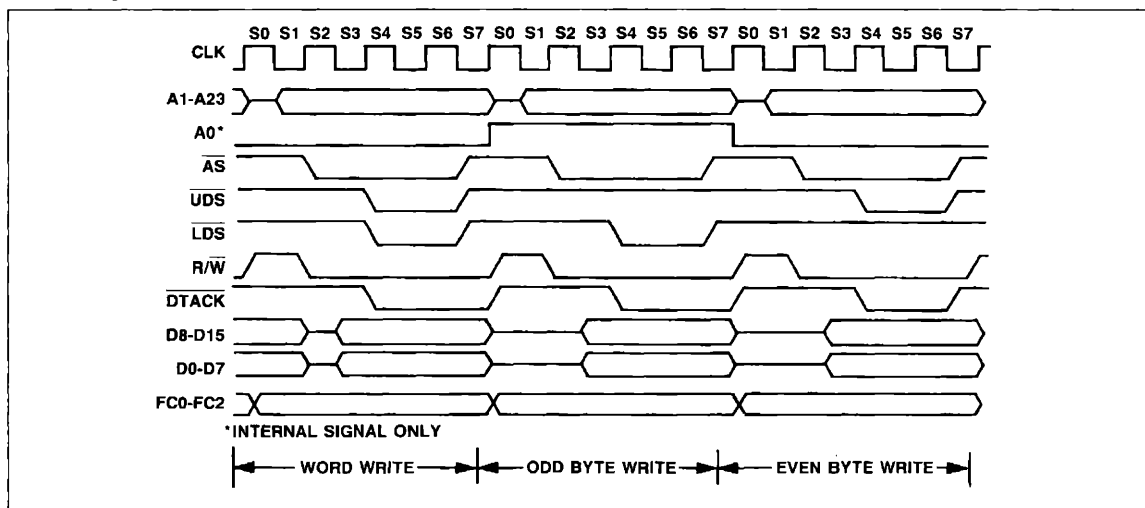 S0 S1 S2 S3 S4 S5 S6 S7 S0 S1 S2 S3 S4 S5 S6 S7 S0 S1 S2 S3 S4 S5 S6 S7
CLK
A1-A23
A0*
AS
UDS
LDS
R/W
DTACK
D8-D15
D0-D7
FC0-FC2
*INTERNAL SIGNAL ONLY
WORD WRITE ODD BYTE WRITE EVEN BYTE WRITE